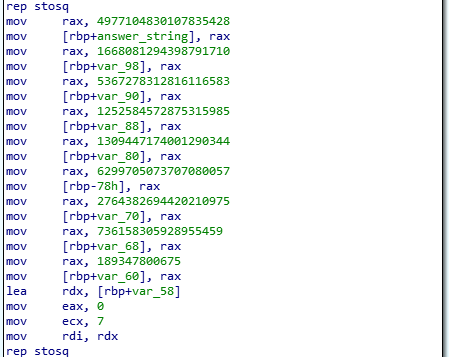 rep stosq
mov rax, 4977104830107835428
mov [rbp+answer_string], rax
mov rax, 1668081294398791710
mov [rbp+var_98], rax
mov rax, 5367278312816116583
mov [rbp+var_90], rax
mov rax, 1252584572875315985
mov [rbp+var_88], rax
mov rax, 1309447174001290344
mov [rbp+var_80], rax
mov rax, 6299705073707080057
mov [rbp-78h], rax
mov rax, 2764382694420210975
mov [rbp+var_70], rax
mov rax, 736158305928955459
mov [rbp+var_68], rax
mov rax, 189347800675
mov [rbp+var_60], rax
lea rdx, [rbp+var_58]
mov eax, 0
mov ecx, 7
mov rdi, rdx
rep stosq